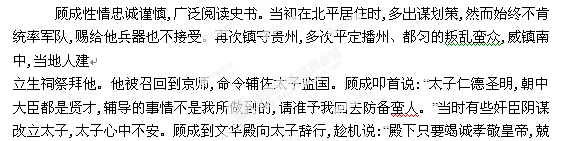 顾成性情忠诚谨慎,广泛阅读史书。当初在北平居住时,多出谋划策,然而始终不肯
统率军队,赐给他兵器也不接受。再次镇守贵州,多次平定播州、都匀的叛乱蛮众,威镇南
中,当地人建
立生祠祭拜他。他被召回到京师,命令辅佐太子监国。顾成叩首说:“太子仁德圣明,朝中
大臣都是贤才,辅导的事情不是我所做到的,请准予我回去防备蛮人。”当时有些奸臣阴谋
改立太子,太子心中不安。顾成到文华殿向太子辞行,趁机说:“殿下只要竭诚孝敬皇帝,兢